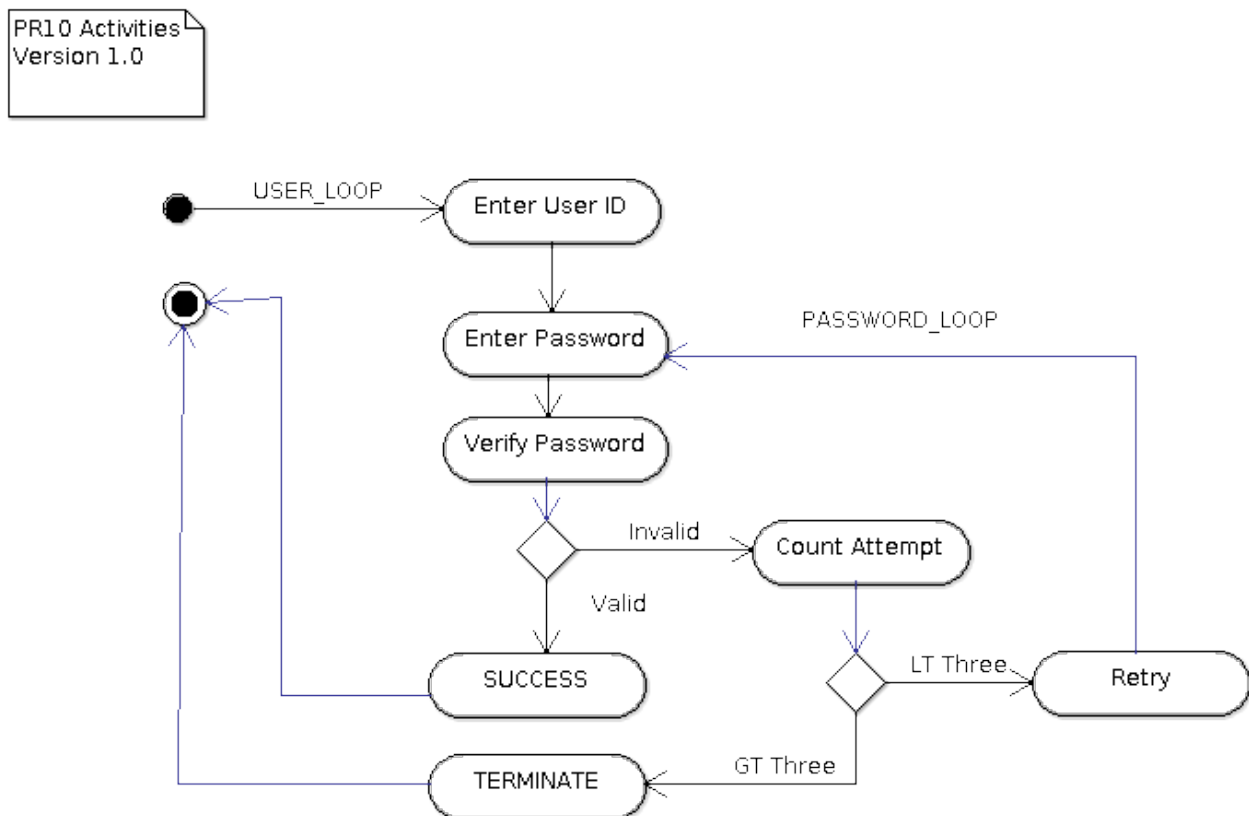 PR10 Activities
Version 1.0
USER_LOOP
Enter User ID
Enter Password
PASSWORD_LOOP
Verify Password
Invalid
Count Attempt
Valid
SUCCESS
LT Three
Retry
GT Three
TERMINATE